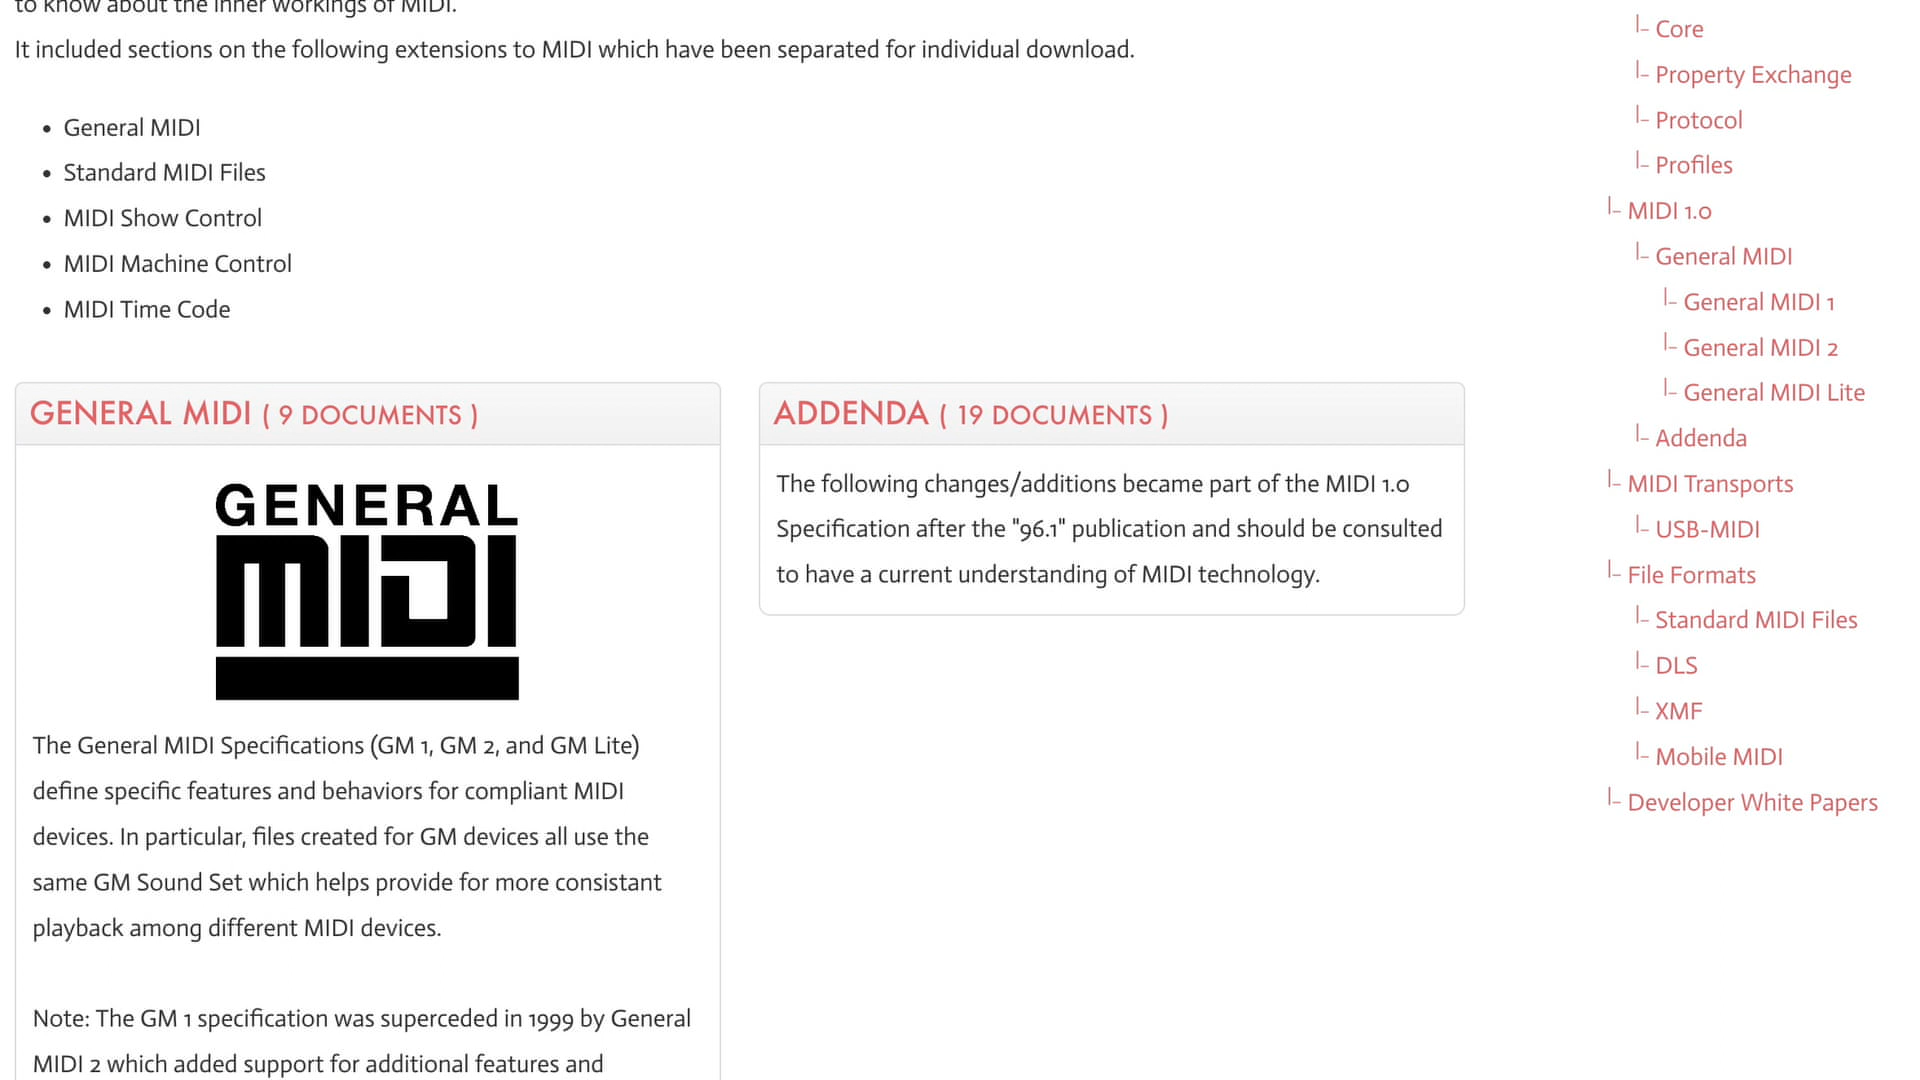 to know about the inner workings of MIDI.
It included sections on the following extensions to MIDI which have been separated for individual download.
• General MIDI
• Standard MIDI Files
• MIDI Show Control
• MIDI Machine Control
• MIDI Time Code
GENERAL MIDI ( 9 DOCUMENTS )
GENERAL
MIDI
The General MIDI Specifications (GM 1, GM 2, and GM Lite)
define specific features and behaviors for compliant MIDI
devices. In particular, files created for GM devices all use the
same GM Sound Set which helps provide for more consistant
playback among different MIDI devices.
Note: The GM 1 specification was superceded in 1999 by General
MIDI 2 which added support for additional features and
ADDENDA ( 19 DOCUMENTS )
The following changes/additions became part of the MIDI 1.0
Specification after the "96.1" publication and should be consulted
to have a current understanding of MIDI technology.
|_ Core
|_ Property Exchange
|_ Protocol
|_ Profiles
|_ MIDI 1.0
|_ General MIDI
|_ General MIDI 1
|_ General MIDI 2
|_ General MIDI Lite
|_ Addenda
|_ MIDI Transports
|_ USB-MIDI
|_ File Formats
|_ Standard MIDI Files
|_ DLS
|_ XMF
|_ Mobile MIDI
|_ Developer White Papers